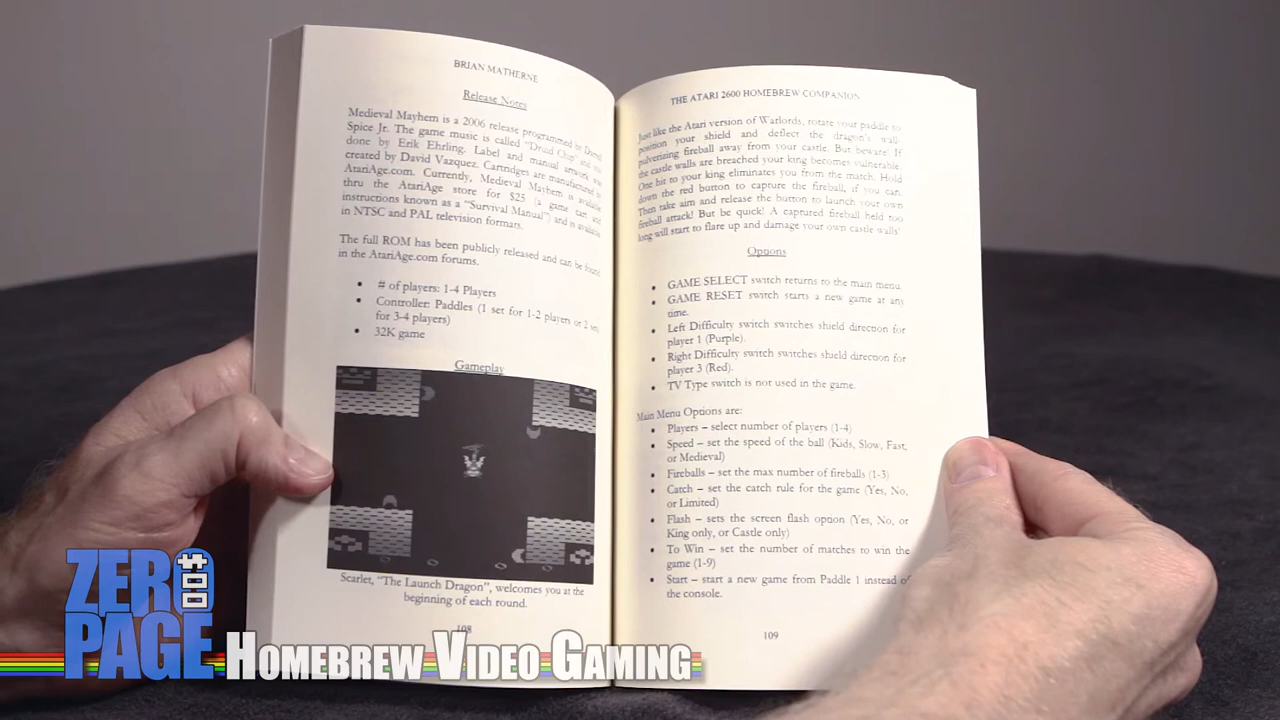 BRIAN MATHERNE
Release Notes
Medieval Mayhem is a 2006 release programmed by Darrell
Spice Jr. The game music is called "Druid Chip" and was
done by Erik Ehrling. Label and manual artwork was
created by David Vazquez. Cartridges are manufactured by
AtariAge.com. Currently, Medieval Mayhem is available
thru the AtariAge store for $25 (a game cart and
instructions known as a "Survival Manual") and is available
in NTSC and PAL television formats.
The full ROM has been publicly released and can be found
in the AtariAge.com forums.
• # of players: 1-4 Players
• Controller: Paddles (1 set for 1-2 players or 2 sets
for 3-4 players)
• 32K game
Gameplay
Scarlet, "The Launch Dragon", welcomes you at the
beginning of each round.
108
THE ATARI 2600 HOMEBREW COMPANION
Just like the Atari version of Warlords, rotate your paddle to
position your shield and deflect the dragon's wall-
pulverizing fireball away from your castle. But beware! If
the castle walls are breached your king becomes vulnerable.
One hit to your king eliminates you from the match. Hold
down the red button to capture the fireball, if you can.
Then take aim and release the button to launch your own
fireball attack! But be quick! A captured fireball held too
long will start to flare up and damage your own castle walls!
Options
• GAME SELECT switch returns to the main menu.
• GAME RESET switch starts a new game at any
time.
• Left Difficulty switch switches shield direction for
player 1 (Purple).
• Right Difficulty switch switches shield direction for
player 3 (Red).
• TV Type switch is not used in the game.
Main Menu Options are:
• Players – select number of players (1-4)
• Speed – set the speed of the ball (Kids, Slow, Fast,
or Medieval)
• Fireballs – set the max number of fireballs (1-3)
• Catch – set the catch rule for the game (Yes, No,
or Limited)
• Flash – sets the screen flash option (Yes, No, or
King only, or Castle only)
• To Win – set the number of matches to win the
game (1-9)
• Start – start a new game from Paddle 1 instead of
the console.
109
ZERO
PAGE
HOMEBREW VIDEO GAMING